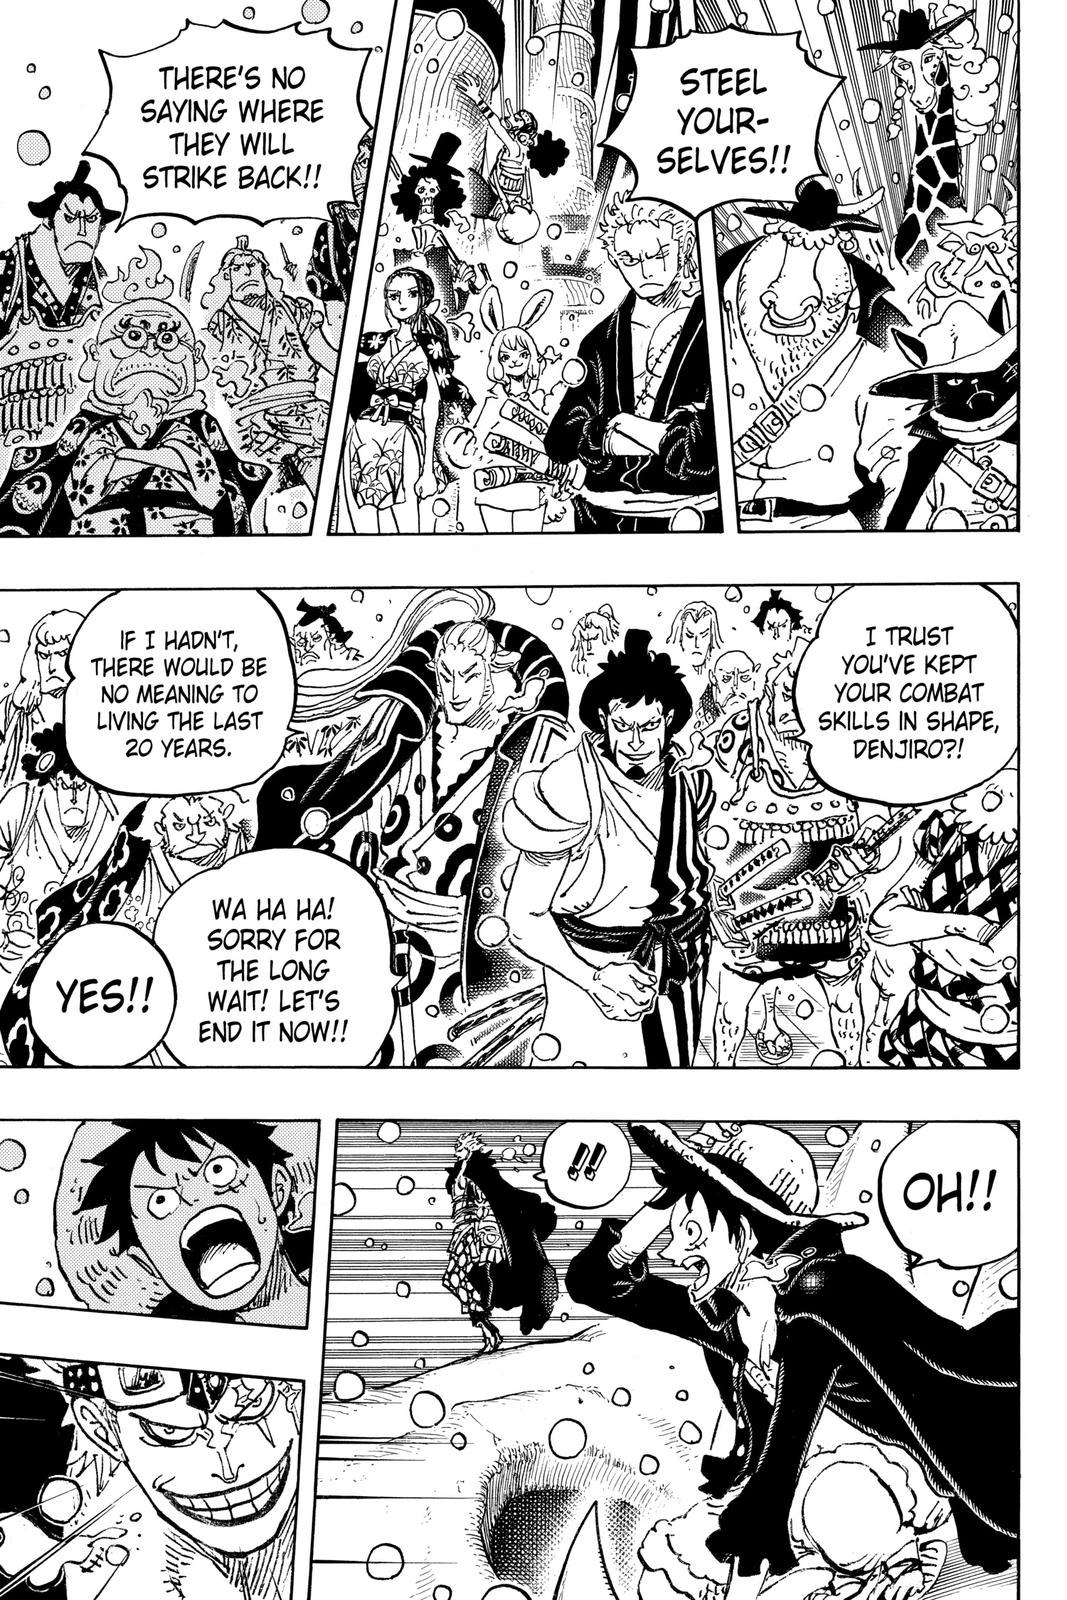 STEEL
YOUR-
SELVES!!
THERE'S NO
SAYING WHERE
THEY WILL
STRIKE BACK!!
I TRUST
YOU'VE KEPT
YOUR COMBAT
SKILLS IN SHAPE,
DENJIRO?!
IF I HADN'T,
THERE WOULD BE
NO MEANING TO
LIVING THE LAST
20 YEARS.
WA HA HA!
SORRY FOR
THE LONG
WAIT! LET'S
END IT NOW!!
YES!!
OH!!
!!